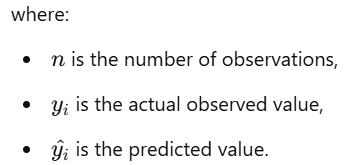 where:
• n is the number of observations,
• yᵢ is the actual observed value,
• ŷᵢ is the predicted value.